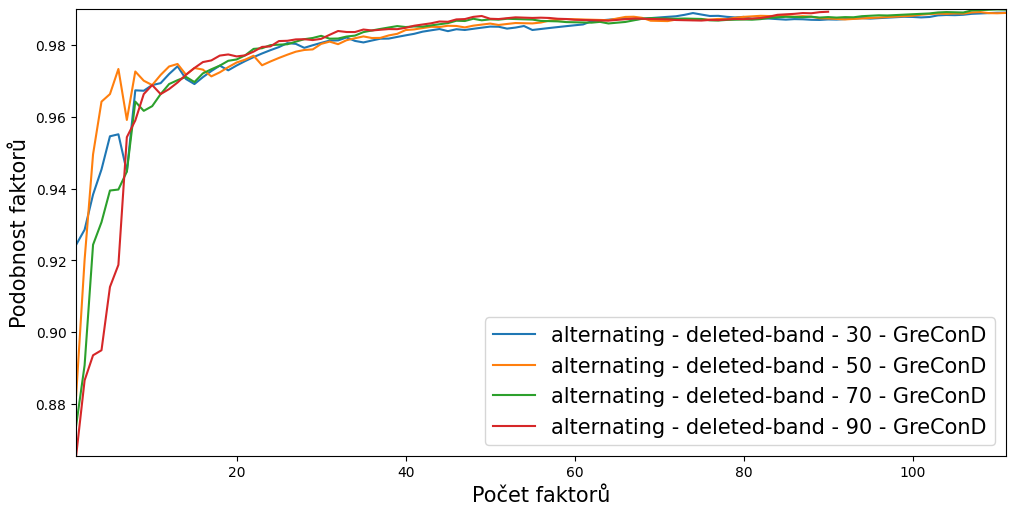 0.98
0.96
0.94
0.92
0.90
0.88
Podobnost faktorů
alternating - deleted-band - 30 - GreConD
alternating - deleted-band - 50 - GreConD
alternating - deleted-band - 70 - GreConD
alternating - deleted-band - 90 - GreConD
20 40 60 80 100
Počet faktorů